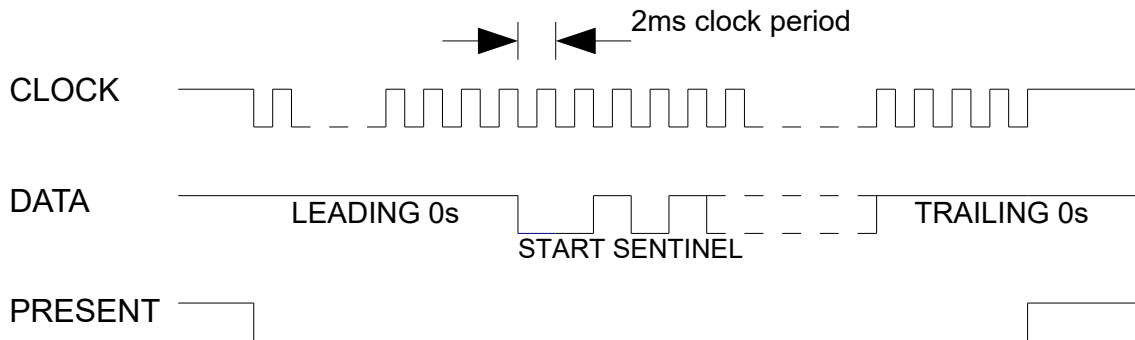 2ms clock period
CLOCK
DATA
LEADING 0s
TRAILING 0s
START SENTINEL
PRESENT